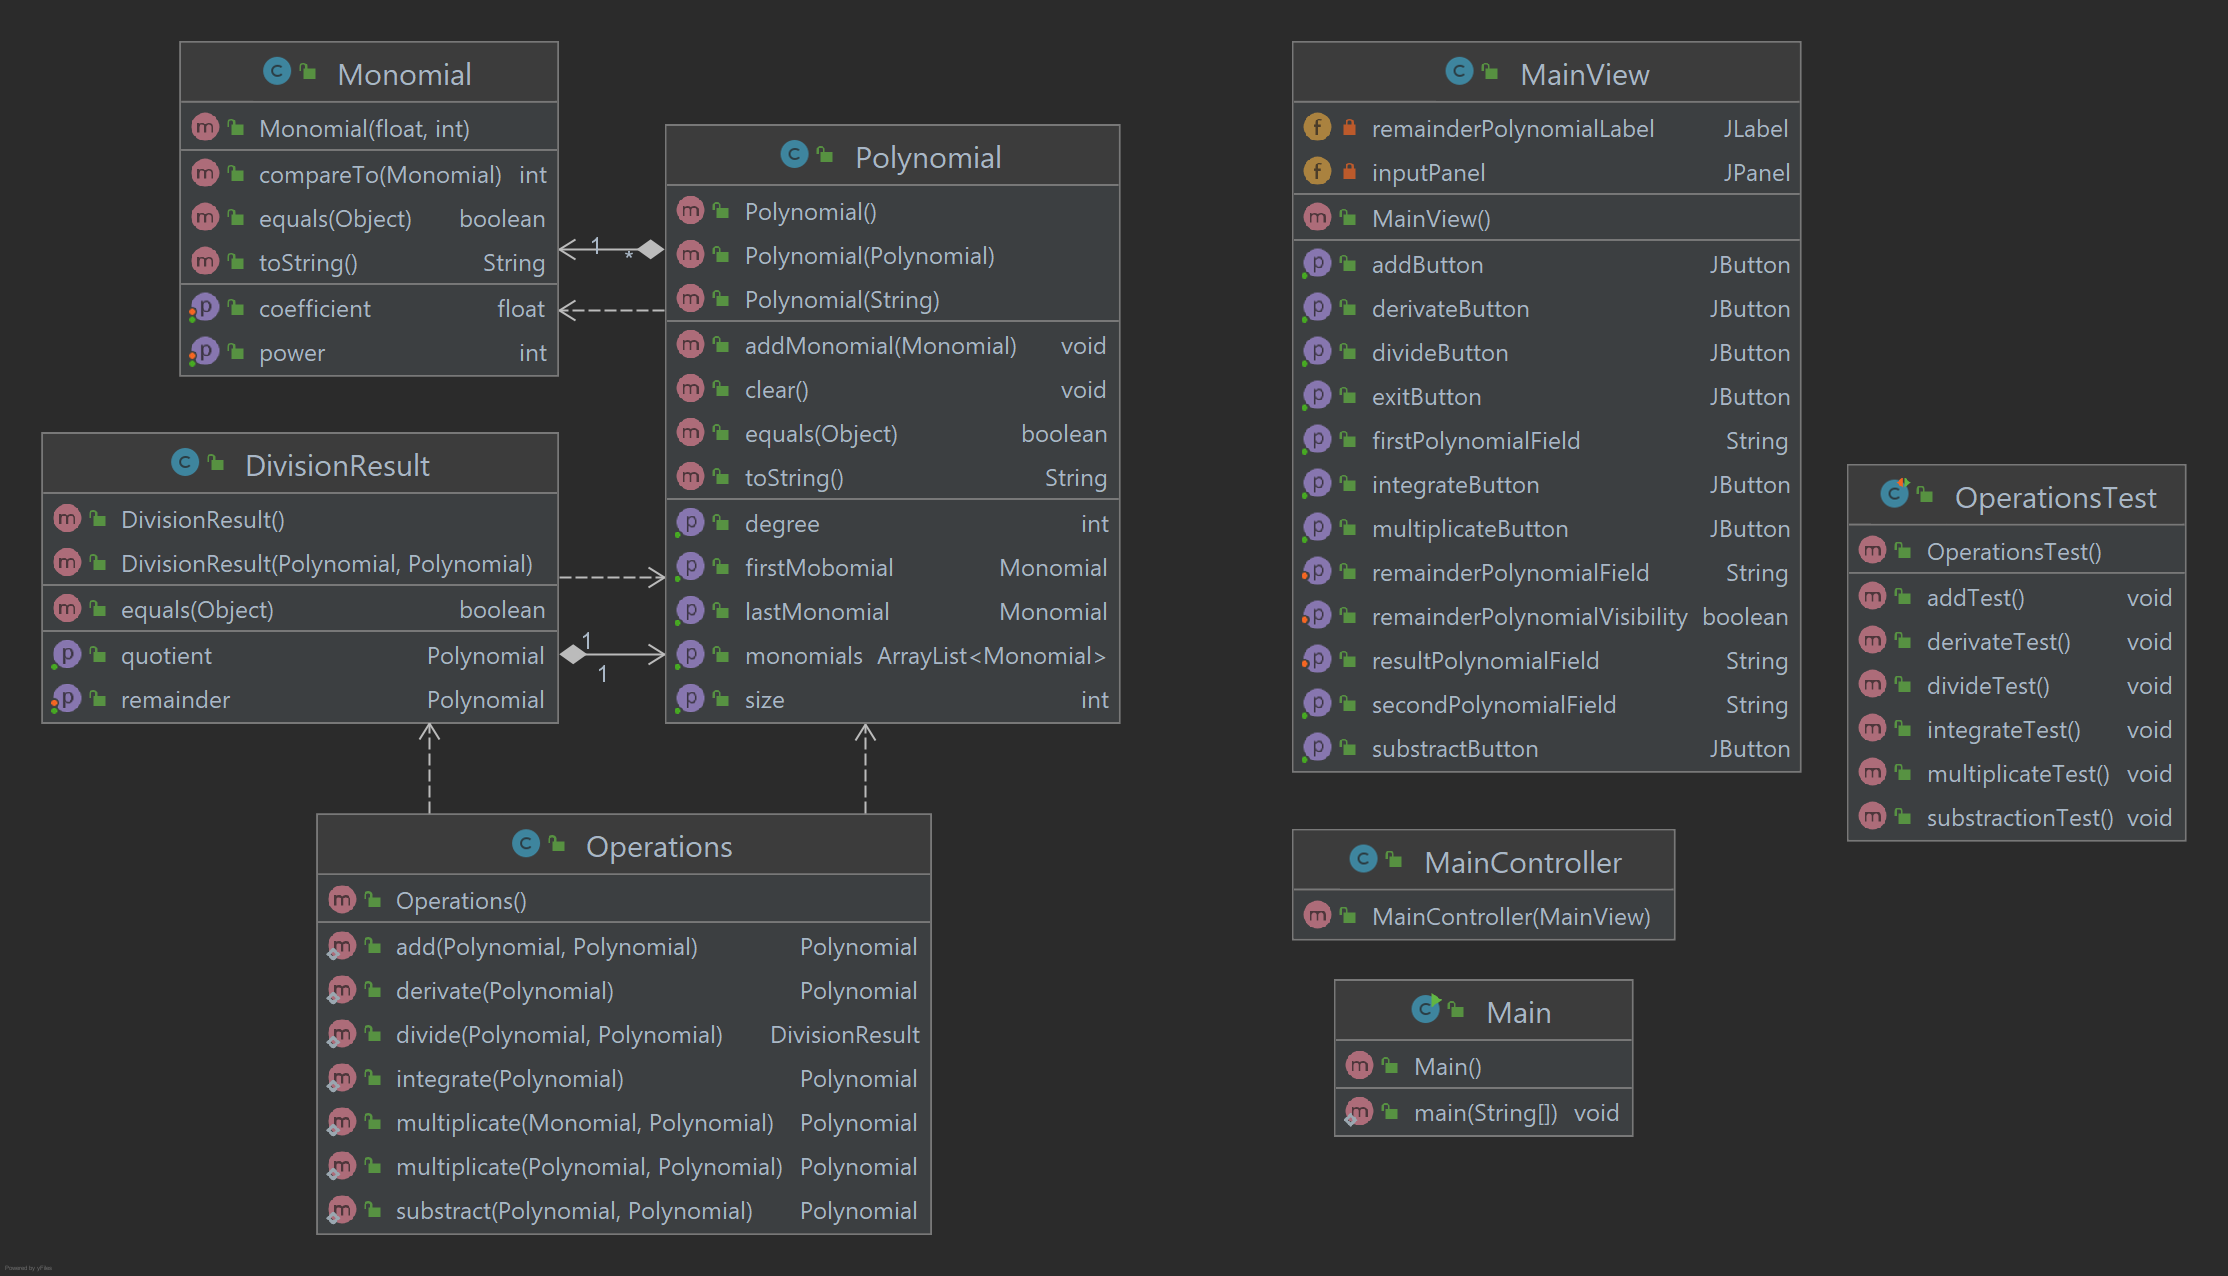 Monomial
Monomial(float, int)
compareTo(Monomial) int
equals(Object) boolean
toString() String
coefficient float
power int
1
*
Polynomial
Polynomial()
Polynomial(Polynomial)
Polynomial(String)
addMonomial(Monomial) void
clear() void
equals(Object) boolean
toString() String
degree int
firstMobomial Monomial
lastMonomial Monomial
monomials ArrayList<Monomial>
size int
DivisionResult
DivisionResult()
DivisionResult(Polynomial, Polynomial)
equals(Object) boolean
quotient Polynomial
remainder Polynomial
1
1
Operations
Operations()
add(Polynomial, Polynomial) Polynomial
derivate(Polynomial) Polynomial
divide(Polynomial, Polynomial) DivisionResult
integrate(Polynomial) Polynomial
multiplicate(Monomial, Polynomial) Polynomial
multiplicate(Polynomial, Polynomial) Polynomial
substract(Polynomial, Polynomial) Polynomial
MainView
remainderPolynomialLabel JLabel
inputPanel JPanel
MainView()
addButton JButton
derivateButton JButton
divideButton JButton
exitButton JButton
firstPolynomialField String
integrateButton JButton
multiplicateButton JButton
remainderPolynomialField String
remainderPolynomialVisibility boolean
resultPolynomialField String
secondPolynomialField String
substractButton JButton
OperationsTest
OperationsTest()
addTest() void
derivateTest() void
divideTest() void
integrateTest() void
multiplicateTest() void
substractionTest() void
MainController
MainController(MainView)
Main
Main()
main(String[]) void
Powered by yFiles